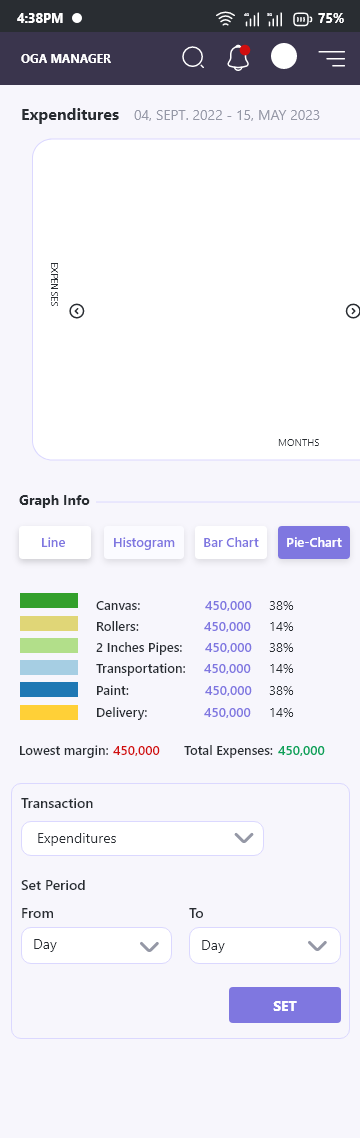 4:38PM 75%
OGA MANAGER
Expenditures 04, SEPT. 2022 - 15, MAY 2023
EXPENSES
MONTHS
Graph Info
Line Histogram Bar Chart Pie-Chart
Canvas: 450,000 38%
Rollers: 450,000 14%
2 Inches Pipes: 450,000 38%
Transportation: 450,000 14%
Paint: 450,000 38%
Delivery: 450,000 14%
Lowest margin: 450,000 Total Expenses: 450,000
Transaction
Expenditures
Set Period
From To
Day Day
SET